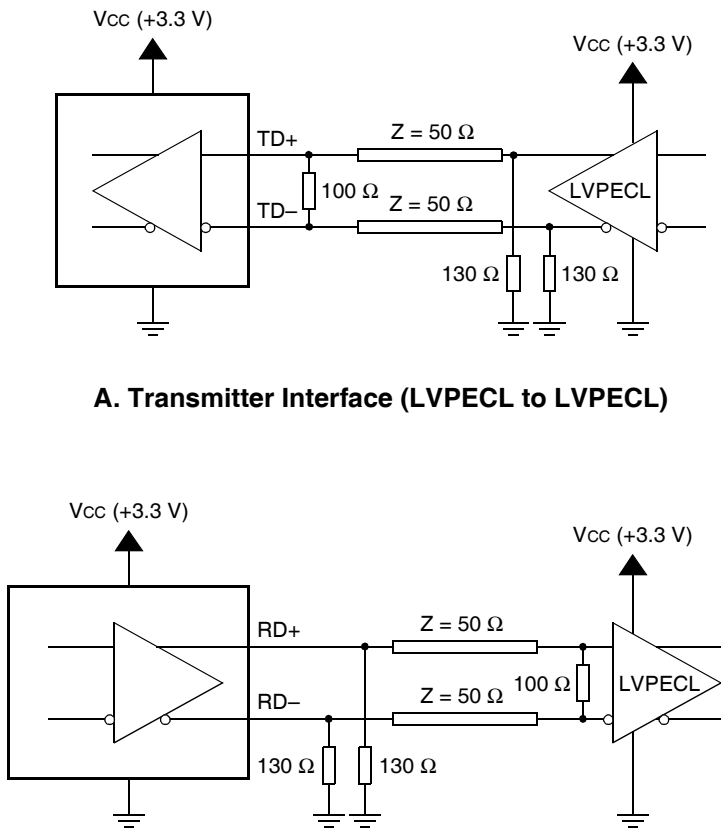 VCC (+3.3 V)
VCC (+3.3 V)
TD+
Z = 50 Ω
100 Ω
LVPECL
TD–
Z = 50 Ω
130 Ω
130 Ω
A. Transmitter Interface (LVPECL to LVPECL)
VCC (+3.3 V)
VCC (+3.3 V)
RD+
Z = 50 Ω
100 Ω
LVPECL
RD–
Z = 50 Ω
130 Ω
130 Ω